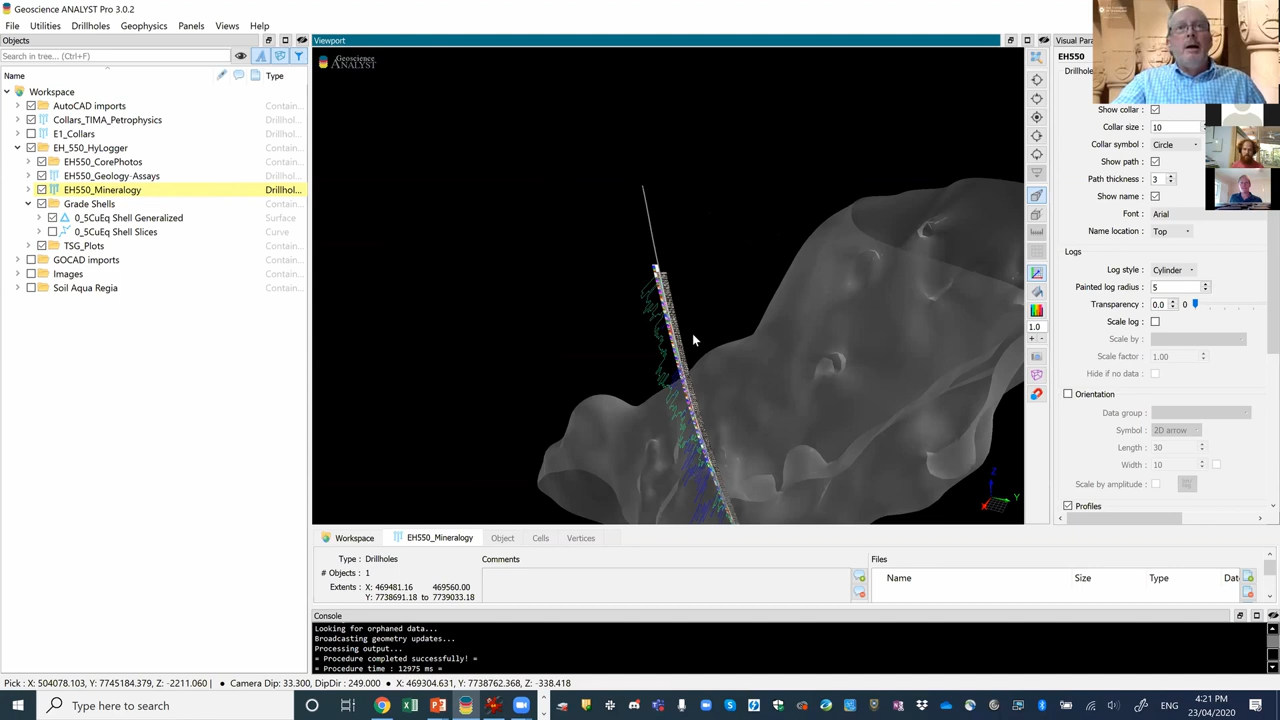 Geoscience ANALYST Pro 3.0.2
File Utilities Drillholes Geophysics Panels Views Help
Objects
Search in tree... (Ctrl+F)
Name Type
Workspace
AutoCAD imports Contain...
Collars_TIMA_Petrophysics Drillhol...
E1_Collars Drillhol...
EH_550_HyLogger Contain...
EH550_CorePhotos Contain...
EH550_Geology-Assays Drillhol...
EH550_Mineralogy Drillhol...
Grade Shells Contain...
0_5CuEq Shell Generalized Surface
0_5CuEq Shell Slices Curve
TSG_Plots Contain...
GOCAD imports Contain...
Images Contain...
Soil Aqua Regia Contain...
Viewport
Geoscience
ANALYST
Z
Y
X
1.0
+ -
Visual Para
EH550
Drillhole
Show collar :
Collar size : 10
Collar symbol : Circle
Show path :
Path thickness : 3
Show name :
Font : Arial
Name location : Top
Logs
Log style : Cylinder
Painted log radius : 5
Transparency : 0.0 0
Scale log :
Scale by :
Scale factor : 1.00
Hide if no data :
Orientation
Data group :
Symbol : 2D arrow
Length : 30
Width : 10
Scale by amplitude :
Profiles
Workspace EH550_Mineralogy Object Cells Vertices
Type : Drillholes
# Objects : 1
Extents : X: 469481.16 469560.00
Y: 7738691.18 to 7739033.18
Comments
Files
Name Size Type Dat
Console
Looking for orphaned data...
Broadcasting geometry updates...
Processing output...
= Procedure completed successfully! =
= Procedure time : 12975 ms =
Pick : X: 504078.103, Y: 7745184.379, Z: -2211.060 | Camera Dip: 33.300, DipDir : 249.000 | X: 469304.631, Y: 7738762.368, Z: -338.418
Type here to search
ENG
4:21 PM
23/04/2020